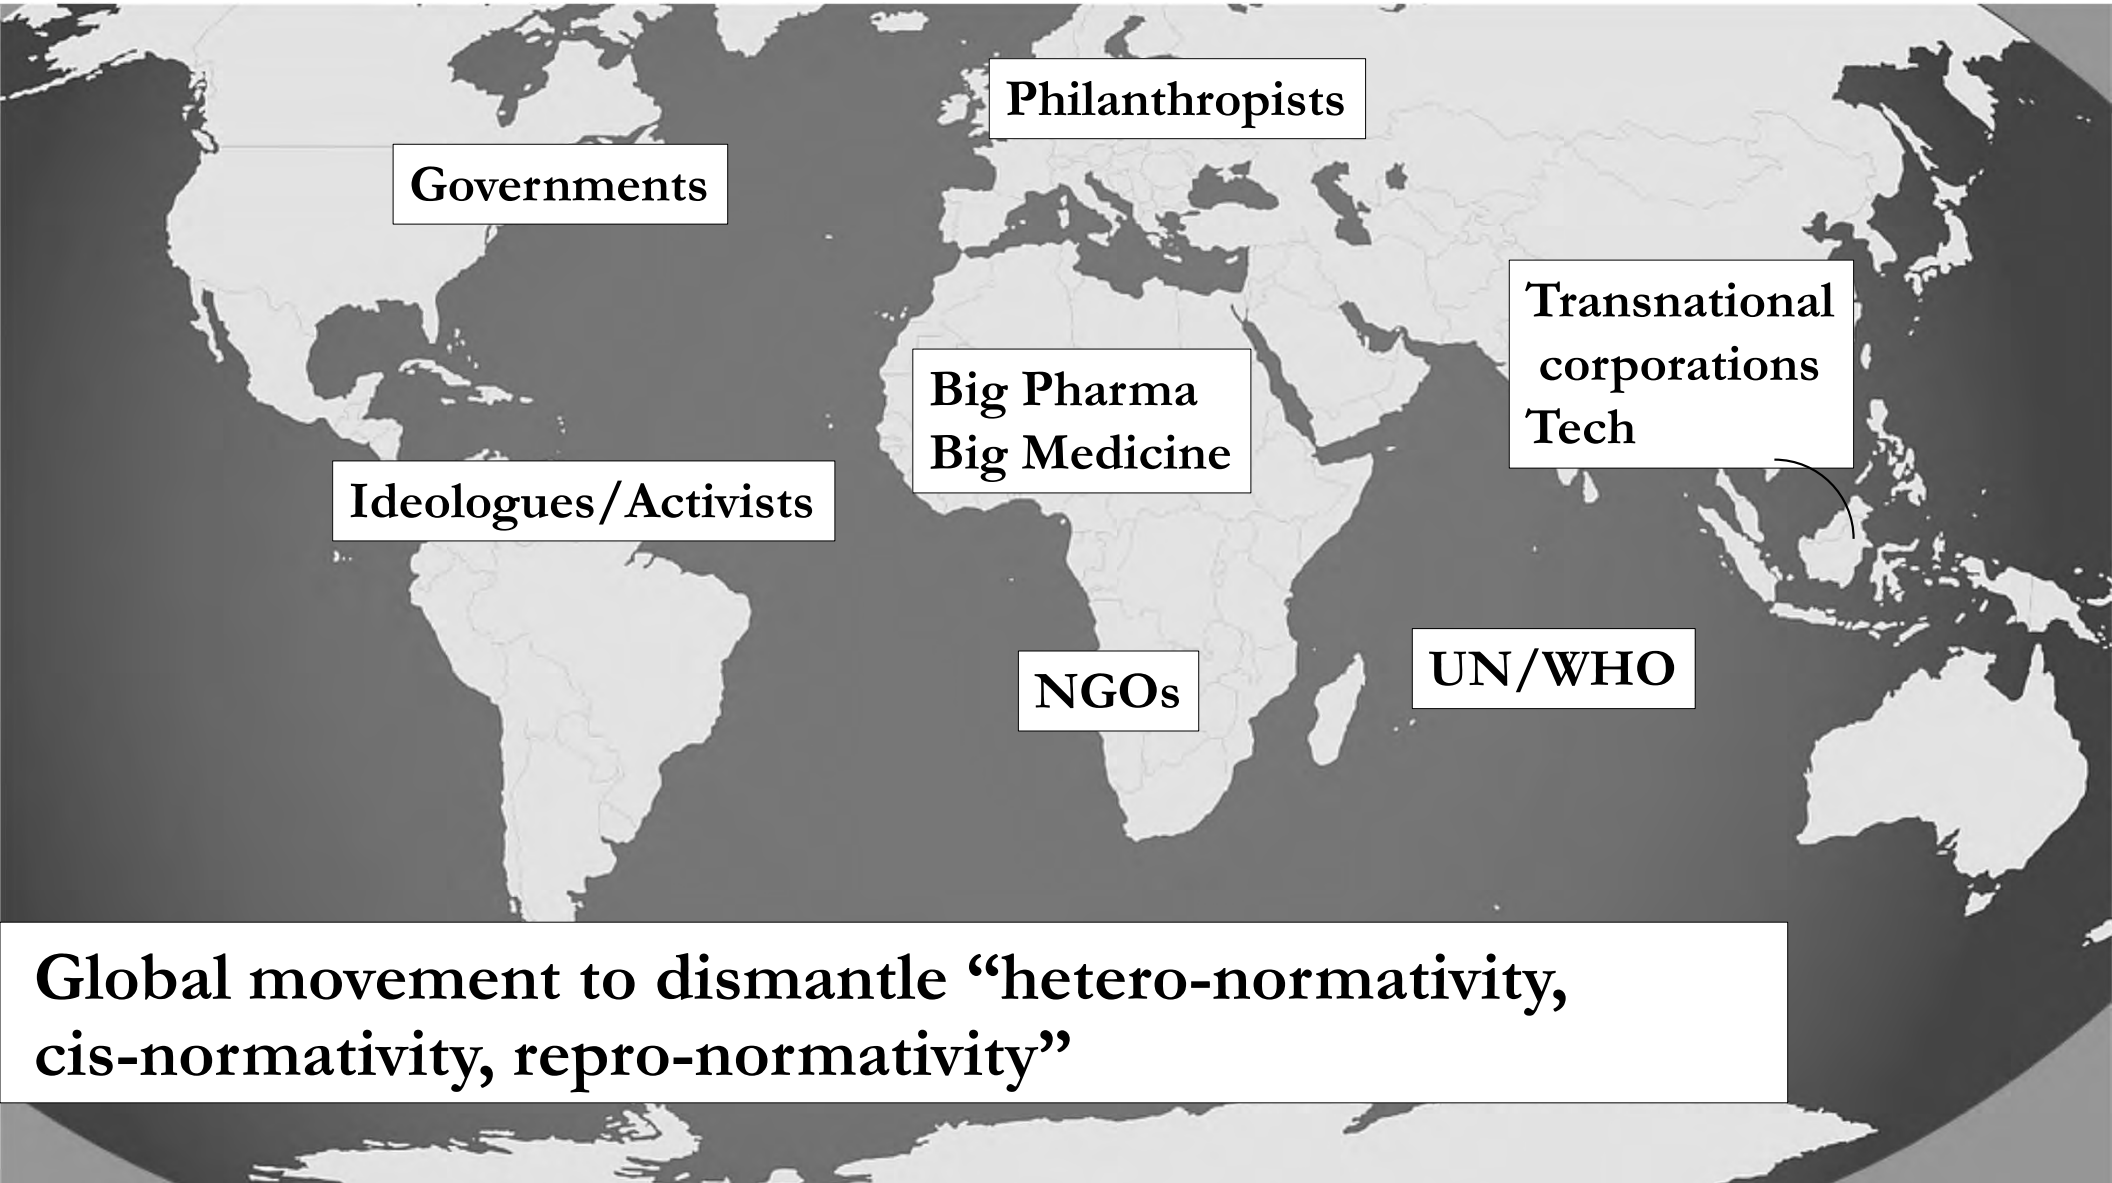 Philanthropists
Governments
Transnational
corporations
Tech
Big Pharma
Big Medicine
Ideologues/Activists
UN/WHO
NGOs
Global movement to dismantle “hetero-normativity,
cis-normativity, repro-normativity”